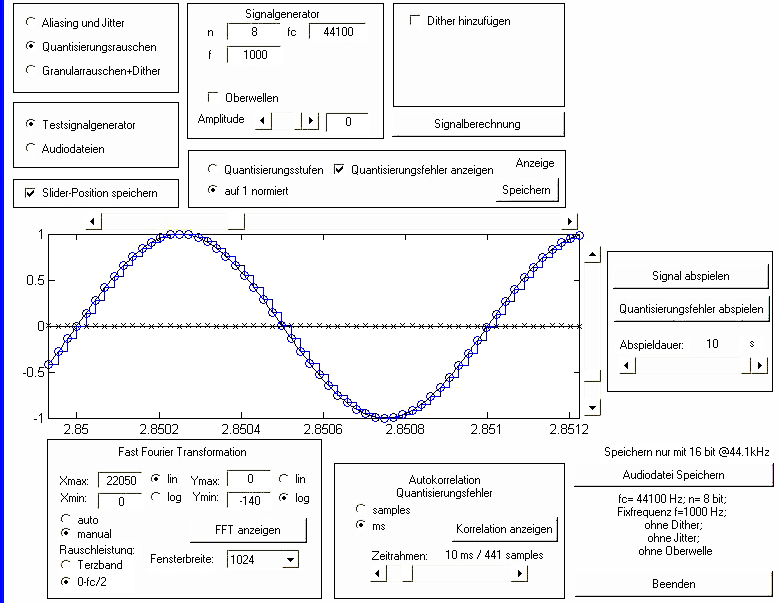 Aliasing und Jitter
Quantisierungsrauschen
Granularrauschen+Dither
Testsignalgenerator
Audiodateien
Slider-Position speichern
Signalgenerator
n 8 fc 44100
f 1000
Oberwellen
Amplitude 0
Dither hinzufügen
Signalberechnung
Quantisierungsstufen Quantisierungsfehler anzeigen Anzeige
auf 1 normiert Speichern
1
0.5
0
-0.5
-1
2.85 2.8502 2.8504 2.8506 2.8508 2.851 2.8512
Signal abspielen
Quantisierungsfehler abspielen
Abspieldauer: 10 s
Fast Fourier Transformation
Xmax: 22050 lin Ymax: 0 lin
Xmin: 0 log Ymin: -140 log
auto
manual FFT anzeigen
Rauschleistung:
Terzband Fensterbreite: 1024
0-fc/2
Autokorrelation
Quantisierungsfehler
samples
ms Korrelation anzeigen
Zeitrahmen: 10 ms / 441 samples
Speichern nur mit 16 bit @44.1kHz
Audiodatei Speichern
fc= 44100 Hz; n= 8 bit;
Fixfrequenz f=1000 Hz;
ohne Dither;
ohne Jitter;
ohne Oberwelle
Beenden